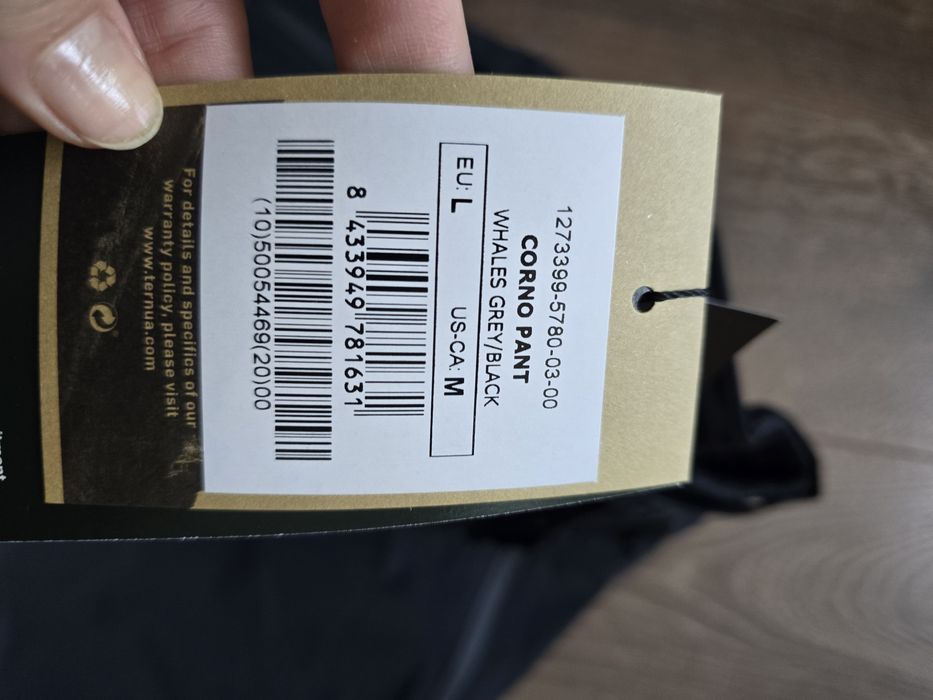 1273399-5780-03-00
CORNO PANT
WHALES GREY/BLACK
EU: L US-CA: M
8 433949 781631
(10)50054469(20)00
For details and specifics of our
warranty policy, please visit
www.ternua.com